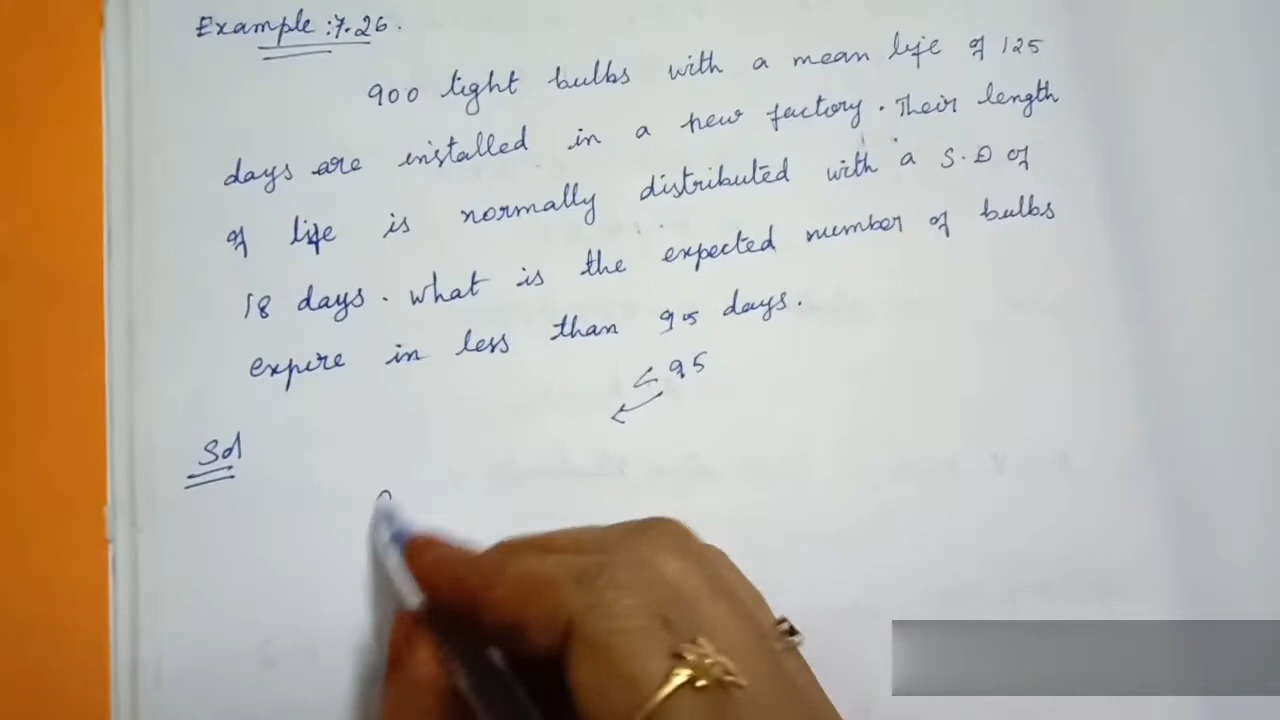 Example :7.26.
900 light bulbs with a mean life of 125
days are installed in a new factory. Their length
of life is normally distributed with a S.D of
18 days. What is the expected number of bulbs
expire in less than 95 days.
< 95
Sol